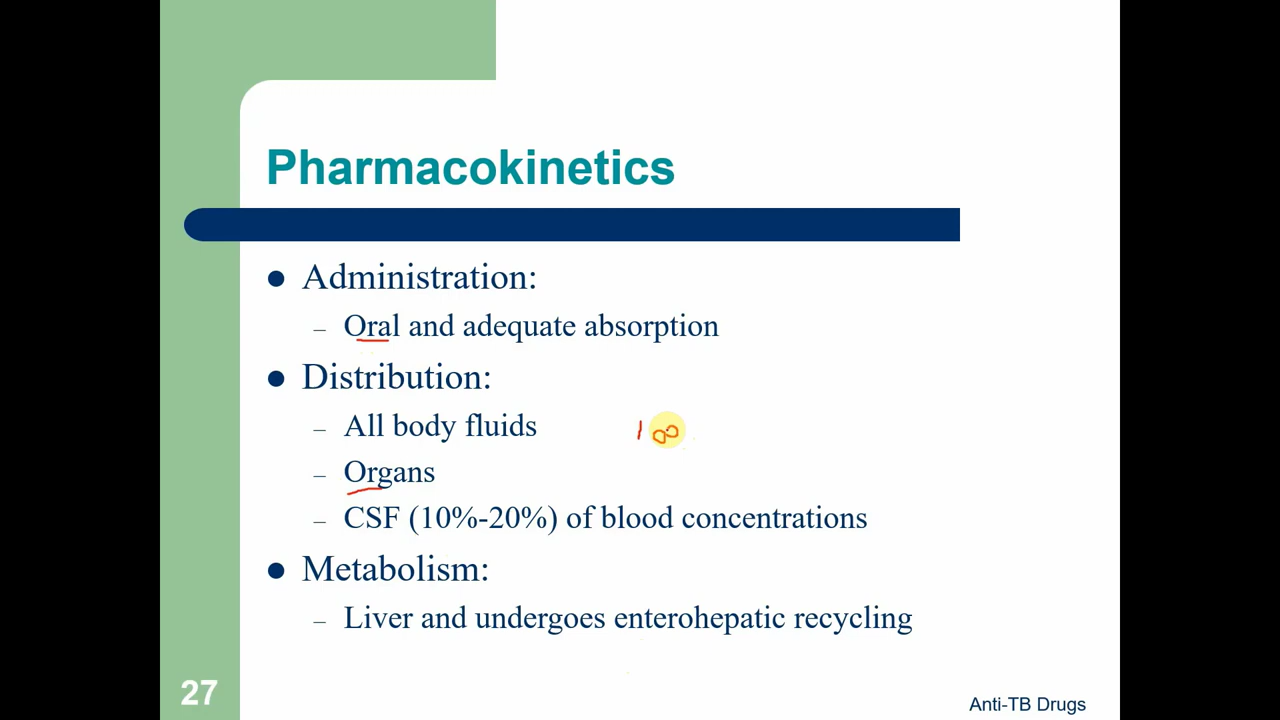 Pharmacokinetics
Administration:
– Oral and adequate absorption
Distribution:
– All body fluids
– Organs
– CSF (10%-20%) of blood concentrations
Metabolism:
– Liver and undergoes enterohepatic recycling
27
Anti-TB Drugs